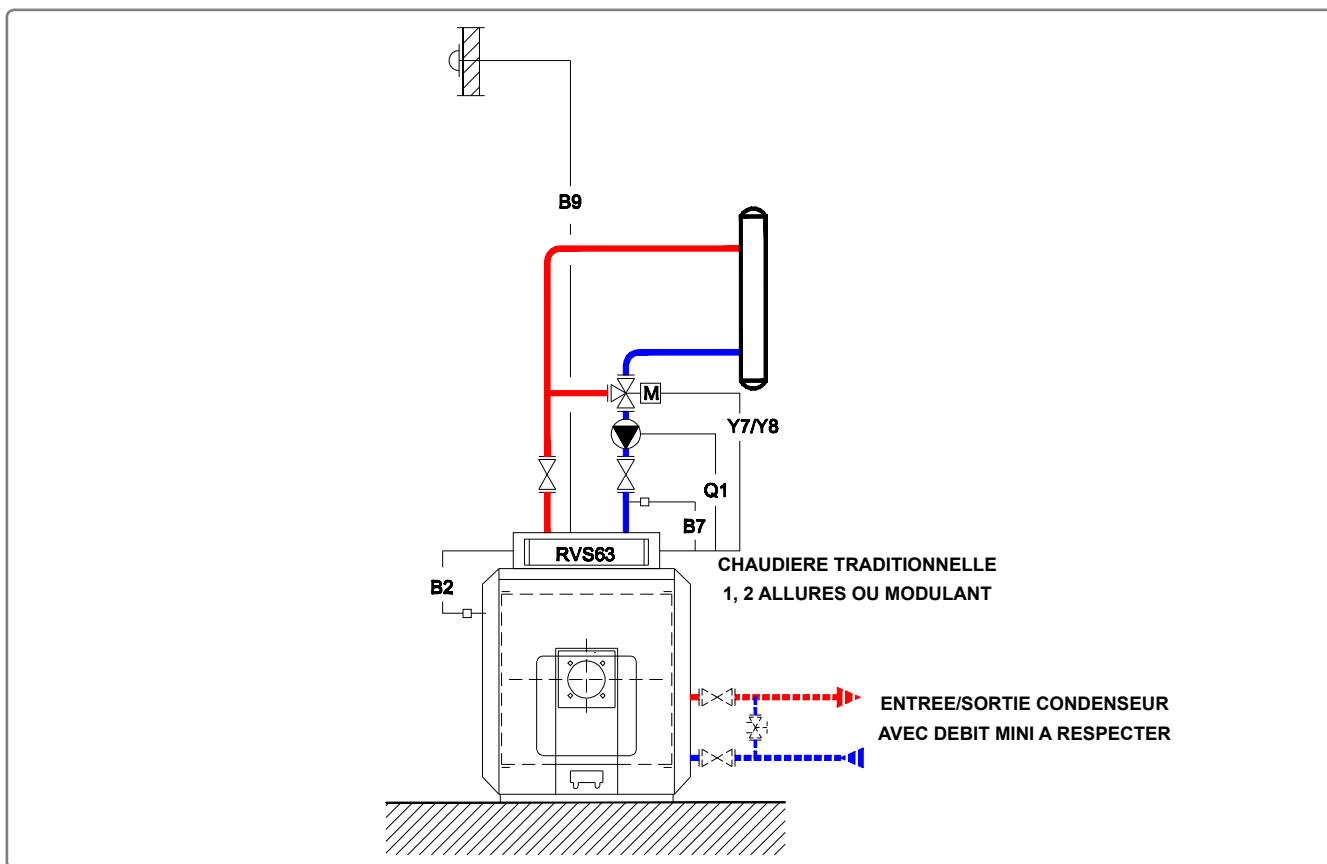 B9
M
Y7/Y8
Q1
B7
RVS63
B2
CHAUDIERE TRADITIONNELLE
1, 2 ALLURES OU MODULANT
ENTREE/SORTIE CONDENSEUR
AVEC DEBIT MINI A RESPECTER